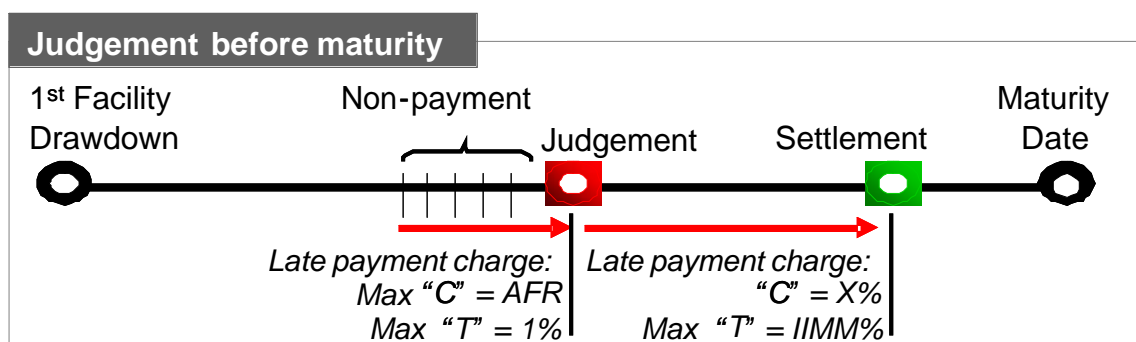 Judgement before maturity
1st Facility
Drawdown
Non-payment
Judgement
Settlement
Maturity
Date
Late payment charge:
Max “C” = AFR
Max “T” = 1%
Late payment charge:
“C” = X%
Max “T” = IIMM%